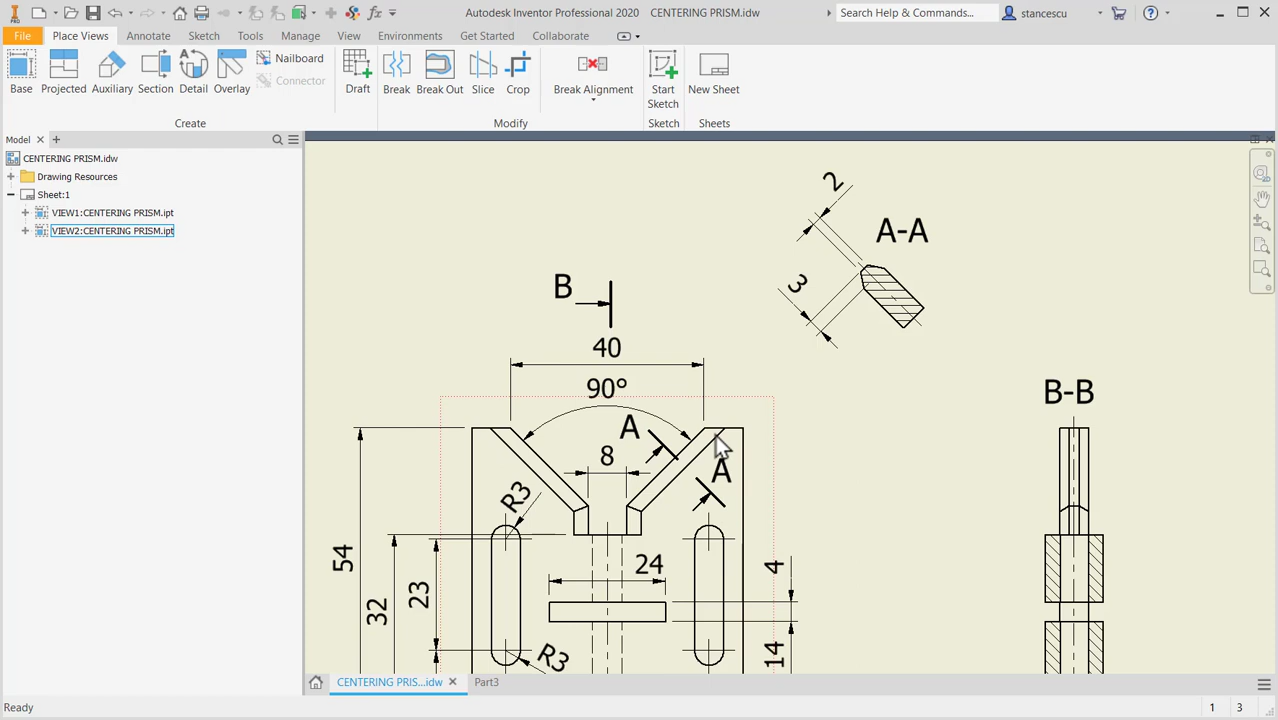 Autodesk Inventor Professional 2020 CENTERING PRISM.idw
Search Help & Commands...
stancescu
PRO
fx
File Place Views Annotate Sketch Tools Manage View Environments Get Started Collaborate
Base
Projected
Auxiliary
Section
Detail
Overlay
Nailboard
Connector
Draft
Break
Break Out
Slice
Crop
Break Alignment
Start
Sketch
New Sheet
Create
Modify
Sketch
Sheets
Model
CENTERING PRISM.idw
Drawing Resources
Sheet:1
VIEW1:CENTERING PRISM.ipt
VIEW2:CENTERING PRISM.ipt
2
A-A
3
B
40
90°
A
8
A
R3
B-B
54
32
23
24
4
14
R3
CENTERING PRIS...idw
Part3
Ready
1
3